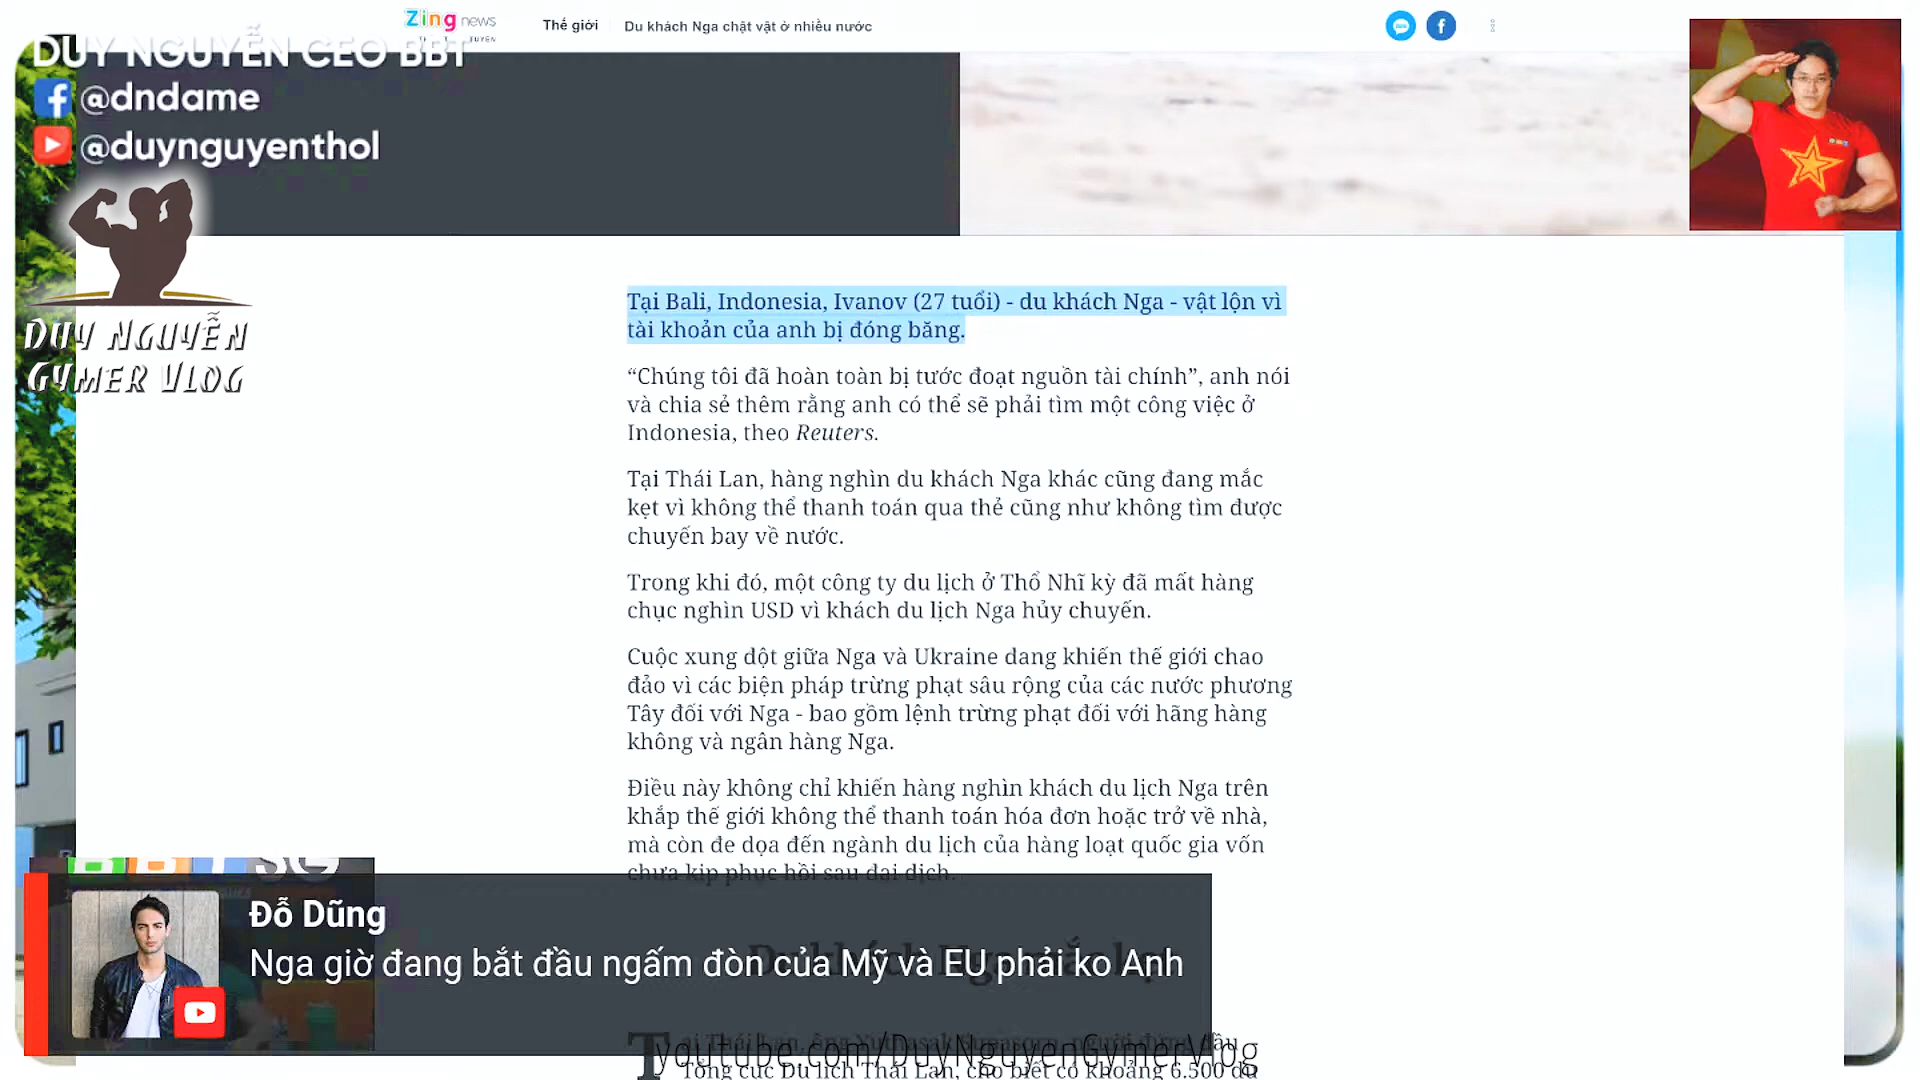 Zing news
Thế giới
Du khách Nga chật vật ở nhiều nước
DUY NGUYỄN CEO BBT
@dndame
@duynguyenthol
DUY NGUYỄN
GYMER VLOG
Tại Bali, Indonesia, Ivanov (27 tuổi) - du khách Nga - vật lộn vì
tài khoản của anh bị đóng băng.
“Chúng tôi đã hoàn toàn bị tước đoạt nguồn tài chính”, anh nói
và chia sẻ thêm rằng anh có thể sẽ phải tìm một công việc ở
Indonesia, theo Reuters.
Tại Thái Lan, hàng nghìn du khách Nga khác cũng đang mắc
kẹt vì không thể thanh toán qua thẻ cũng như không tìm được
chuyến bay về nước.
Trong khi đó, một công ty du lịch ở Thổ Nhĩ kỳ đã mất hàng
chục nghìn USD vì khách du lịch Nga hủy chuyến.
Cuộc xung đột giữa Nga và Ukraine đang khiến thế giới chao
đảo vì các biện pháp trừng phạt sâu rộng của các nước phương
Tây đối với Nga - bao gồm lệnh trừng phạt đối với hãng hàng
không và ngân hàng Nga.
Điều này không chỉ khiến hàng nghìn khách du lịch Nga trên
khắp thế giới không thể thanh toán hóa đơn hoặc trở về nhà,
mà còn đe dọa đến ngành du lịch của hàng loạt quốc gia vốn
chưa kịp phục hồi sau đại dịch.
BBTSG
Đỗ Dũng
Nga giờ đang bắt đầu ngấm đòn của Mỹ và EU phải ko Anh
youtube.com/DuyNguyenGymerVlog
Tổng cục Du lịch Thái Lan, cho biết có khoảng 6.500 du